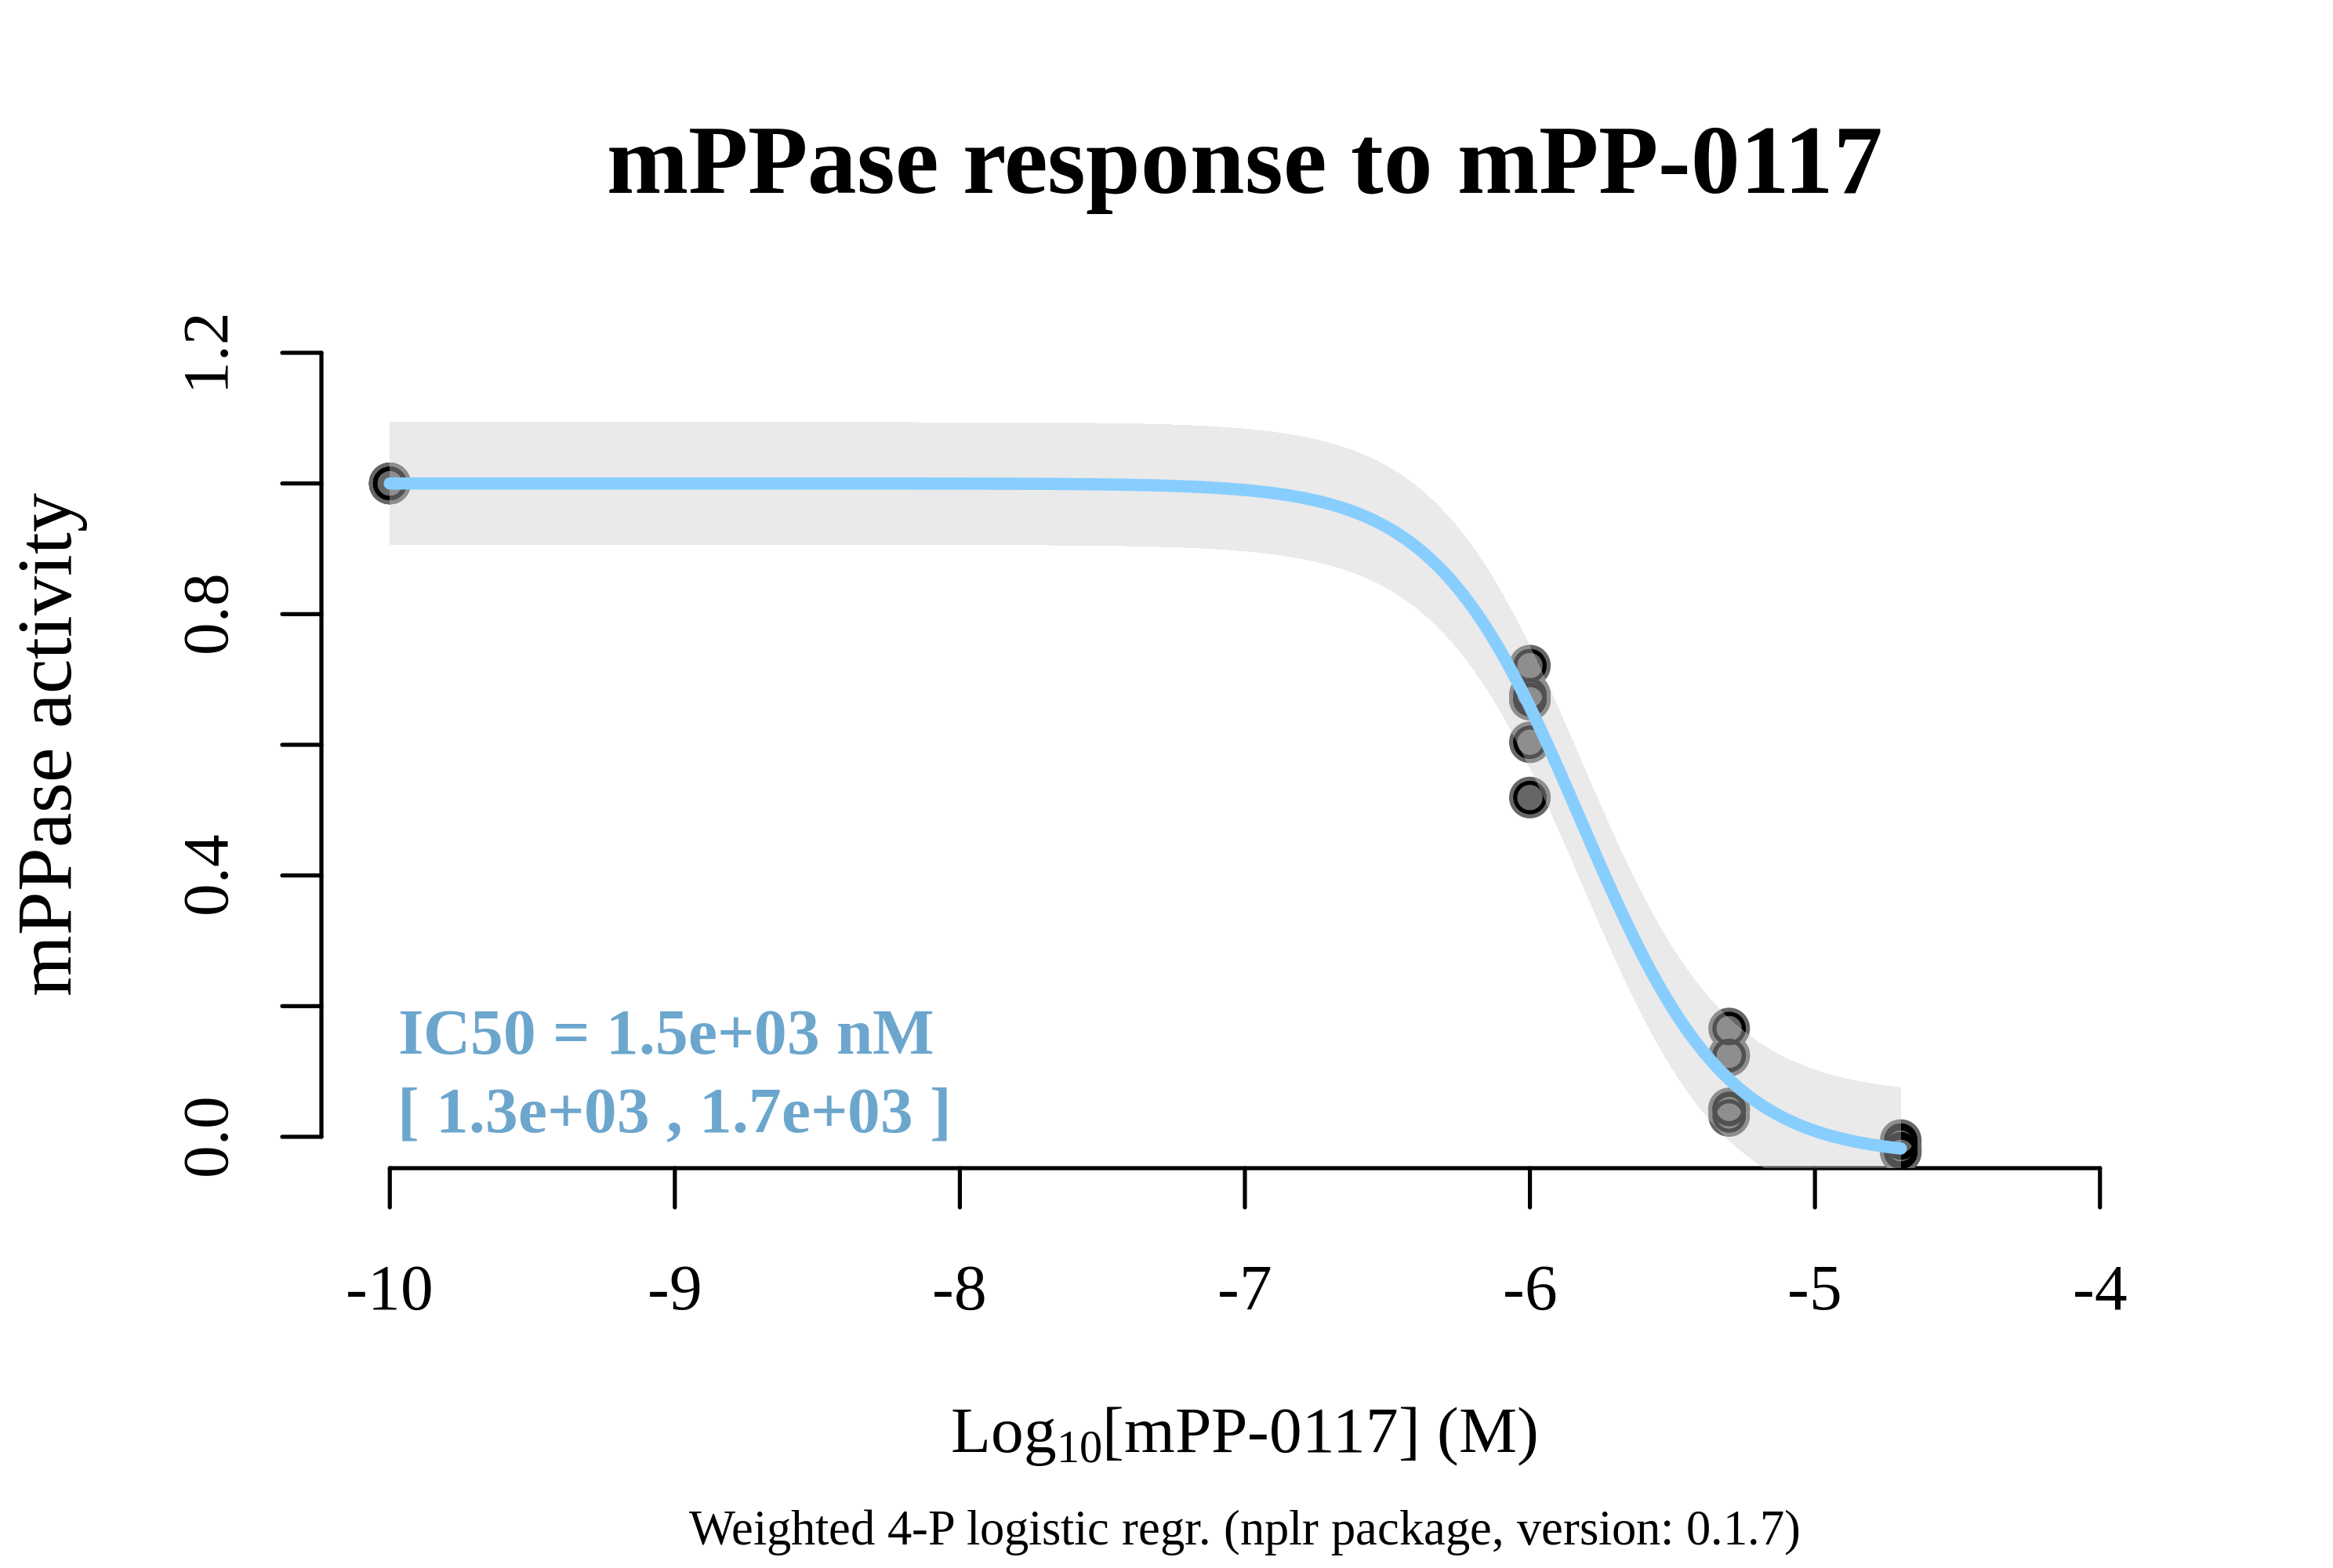 mPPase response to mPP-0117
mPPase activity
1.2
0.8
0.4
0.0
IC50 = 1.5e+03 nM
[ 1.3e+03 , 1.7e+03 ]
-10 -9 -8 -7 -6 -5 -4
Log10[mPP-0117] (M)
Weighted 4-P logistic regr. (nplr package, version: 0.1.7)